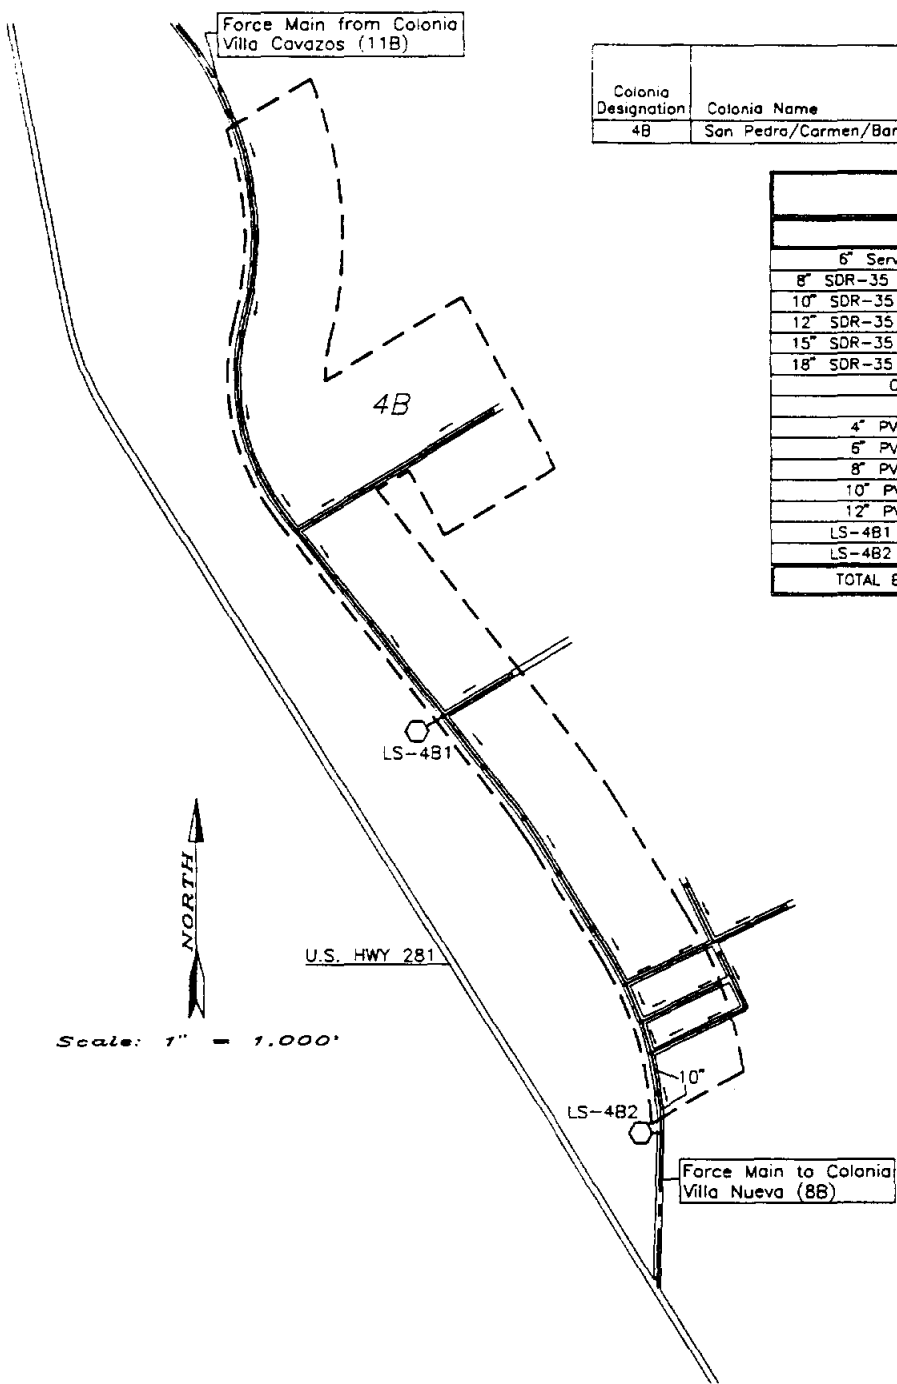 Force Main from Colonia
Villa Cavazos (11B)
Colonia
Designation
Colonia Name
4B
San Pedro/Carmen/Bar
6" Serv
8" SDR-35
10" SDR-35
12" SDR-35
15" SDR-35
18" SDR-35
4" PV
6" PV
8" PV
10" PV
12" PV
LS-4B1
LS-4B2
TOTAL
4B
LS-4B1
NORTH
U.S. HWY 281
Scale: 1" = 1,000'
10"
LS-4B2
Force Main to Colonia
Villa Nueva (8B)